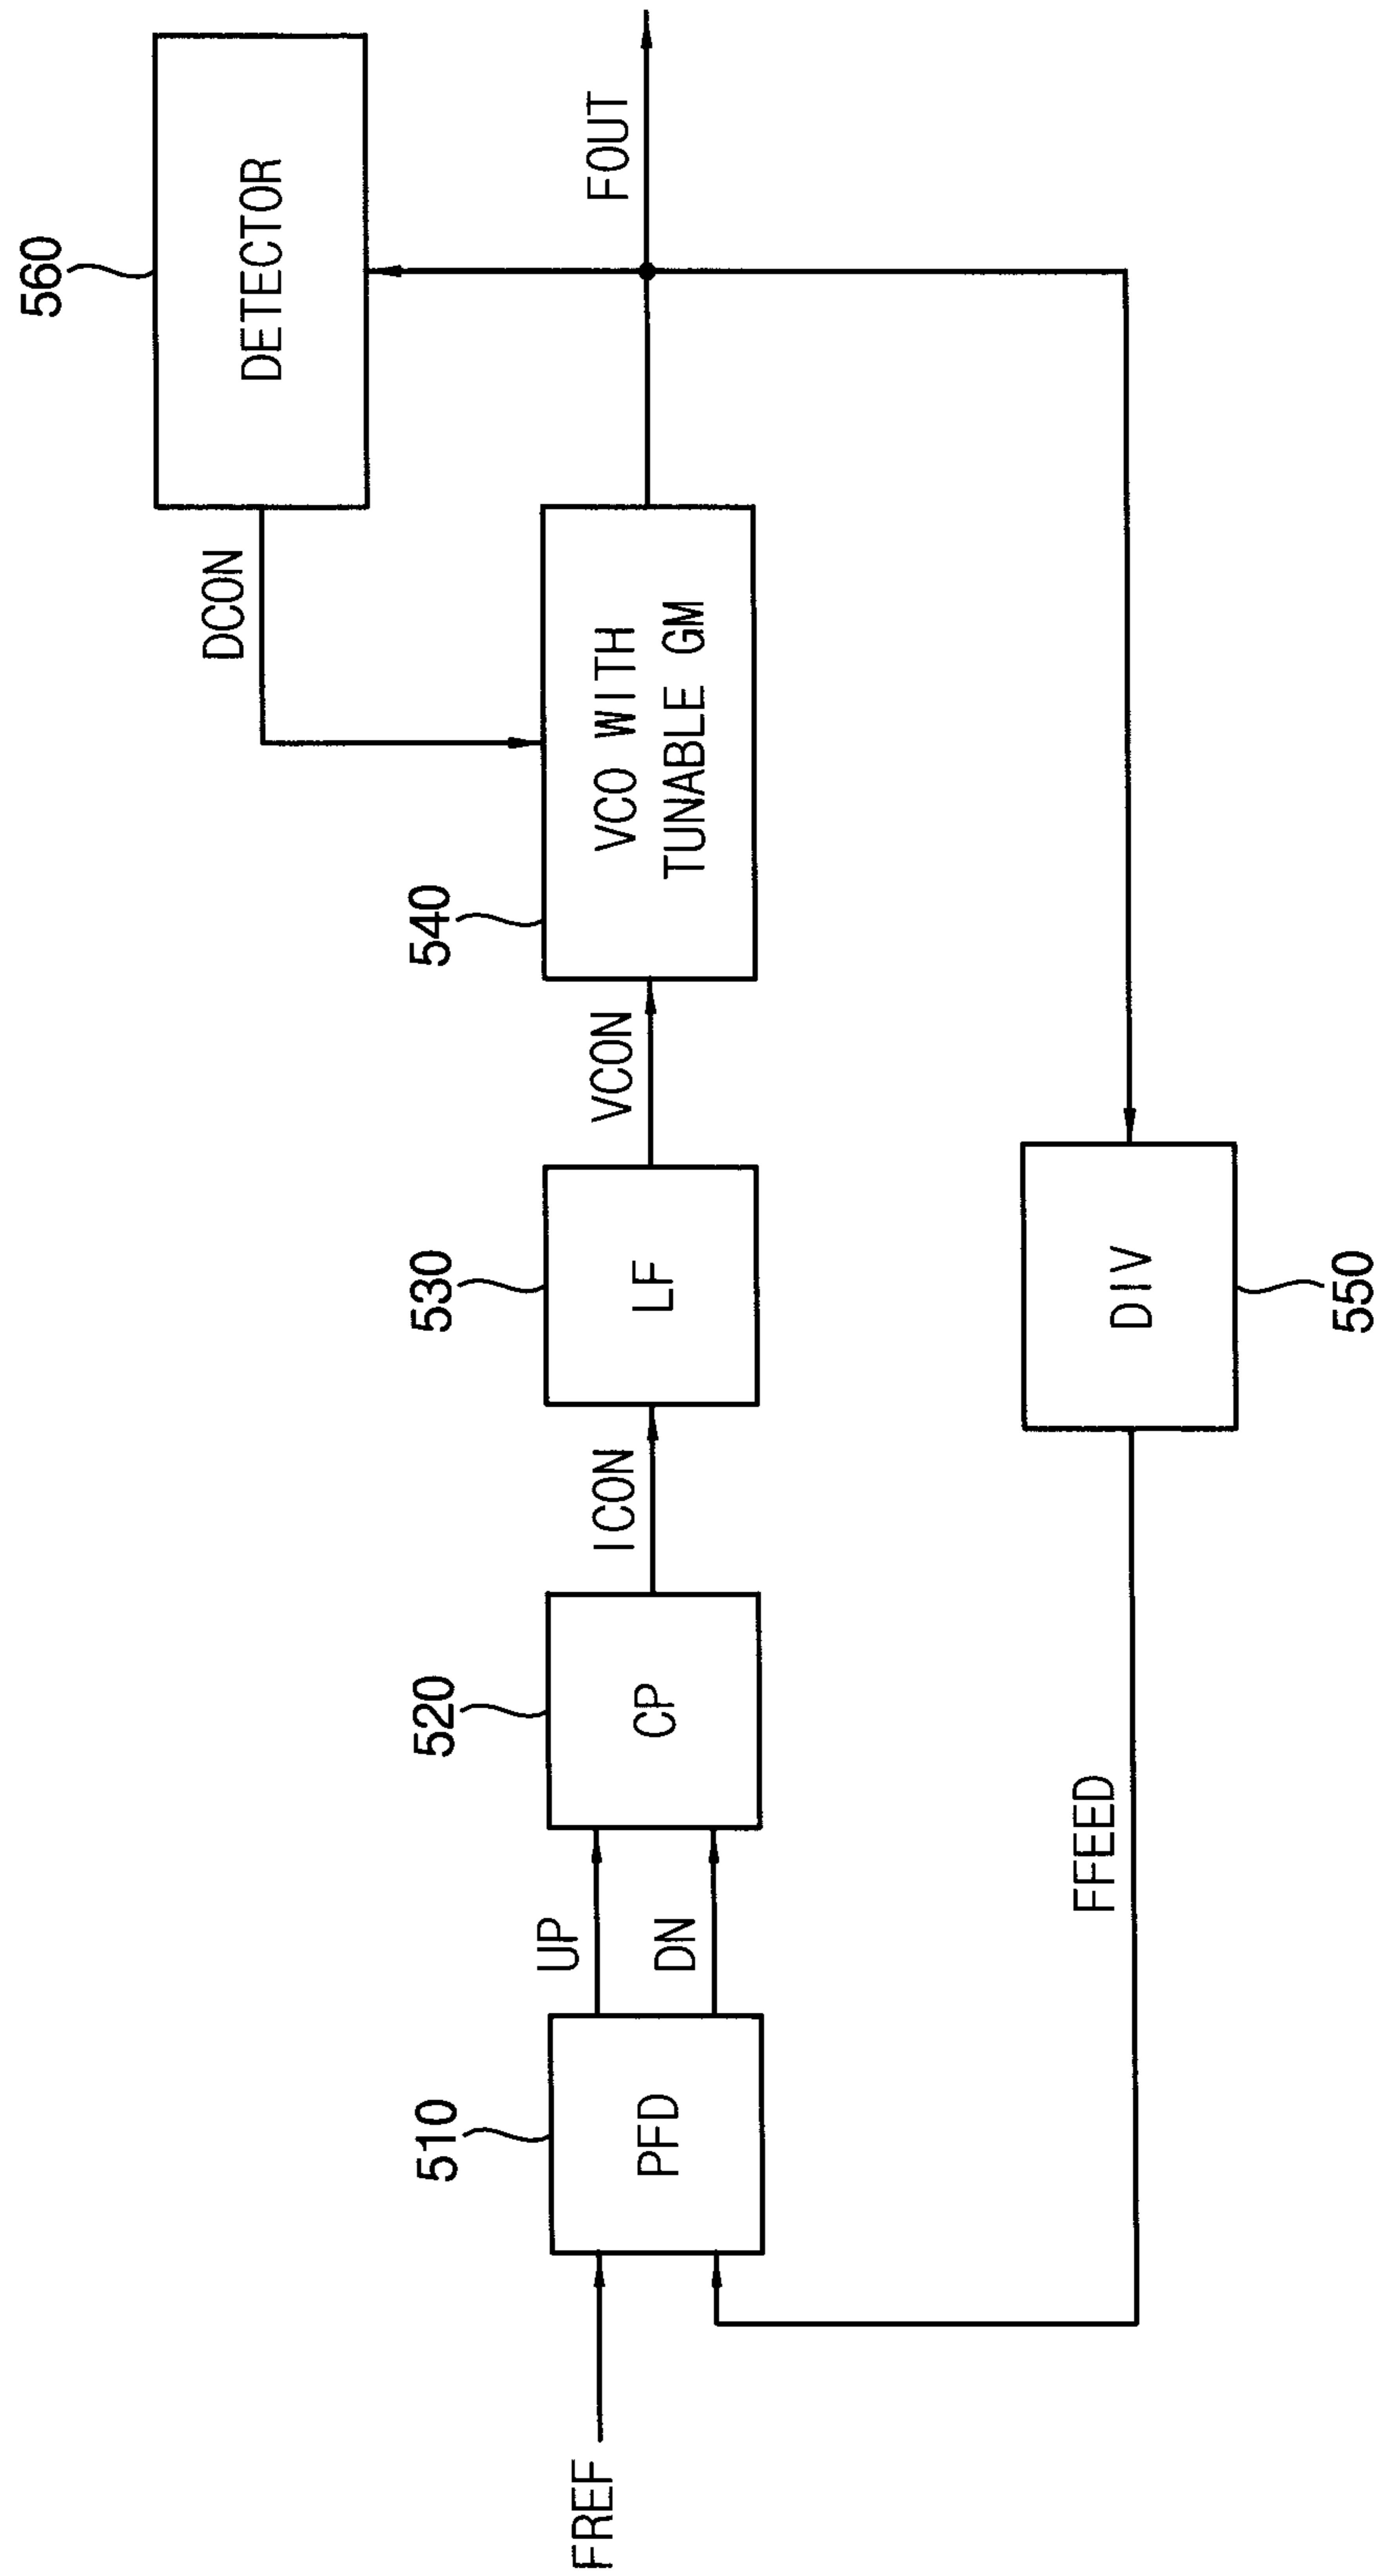 560
DETECTOR
DCON
FOUT
540
VCO WITH
TUNABLE GM
VCON
530
LF
ICON
520
CP
UP
DN
510
PFD
FREF
DIV
550
FFEED